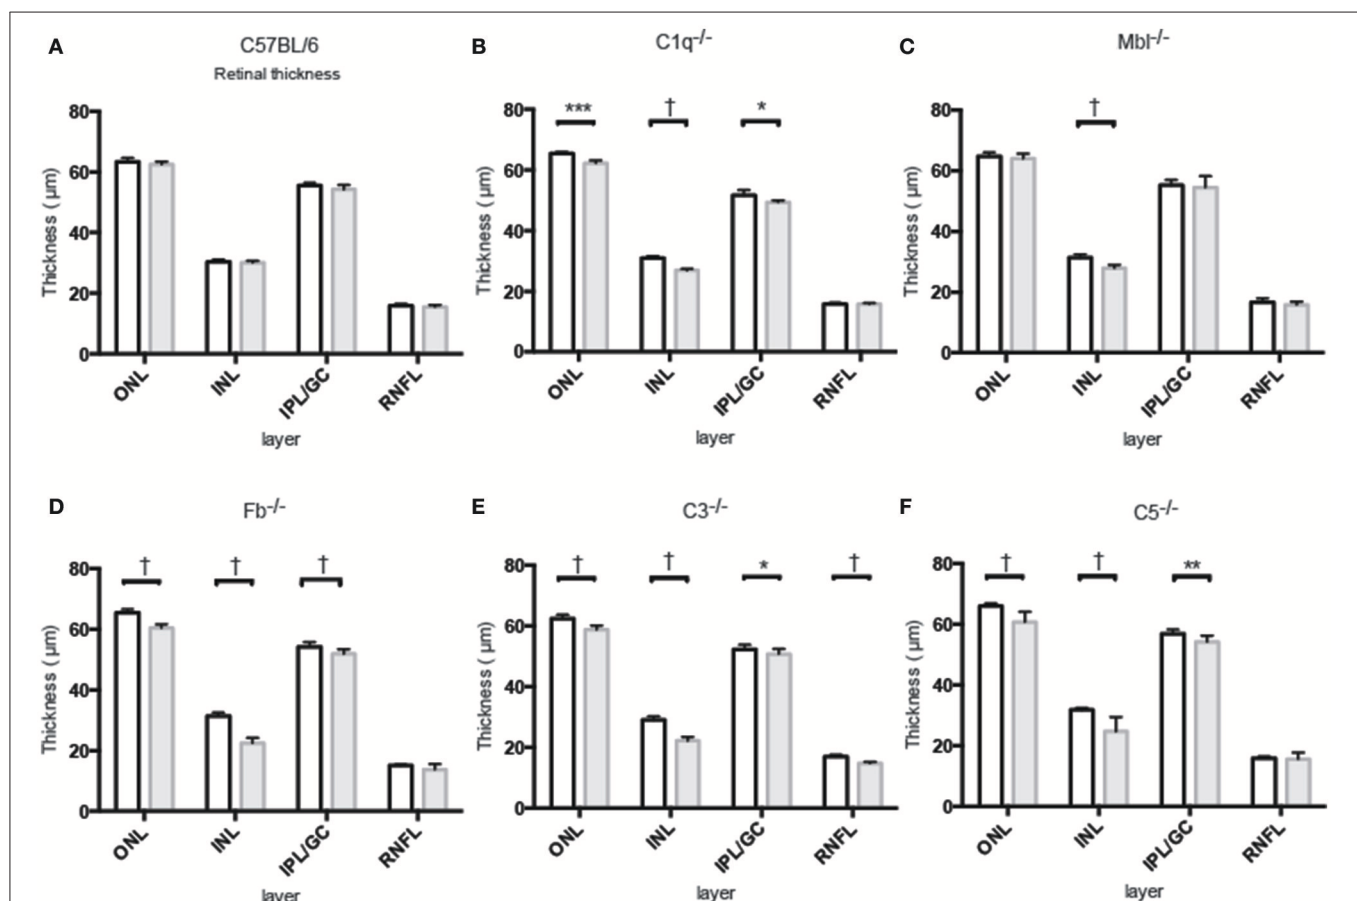 A
C57BL/6
Retinal thickness
Thickness ( µm)
80
60
40
20
0
ONL
INL
IPL/GC
RNFL
layer
B
C1q-/-
***
†
*
Thickness ( µm)
80
60
40
20
0
ONL
INL
IPL/GC
RNFL
layer
C
Mbl-/-
†
Thickness ( µm)
80
60
40
20
0
ONL
INL
IPL/GC
RNFL
layer
D
Fb-/-
†
†
†
Thickness ( µm)
80
60
40
20
0
ONL
INL
IPL/GC
RNFL
layer
E
C3-/-
†
†
*
†
Thickness ( µm)
80
60
40
20
0
ONL
INL
IPL/GC
RNFL
layer
F
C5-/-
†
†
**
Thickness ( µm)
80
60
40
20
0
ONL
INL
IPL/GC
RNFL
layer